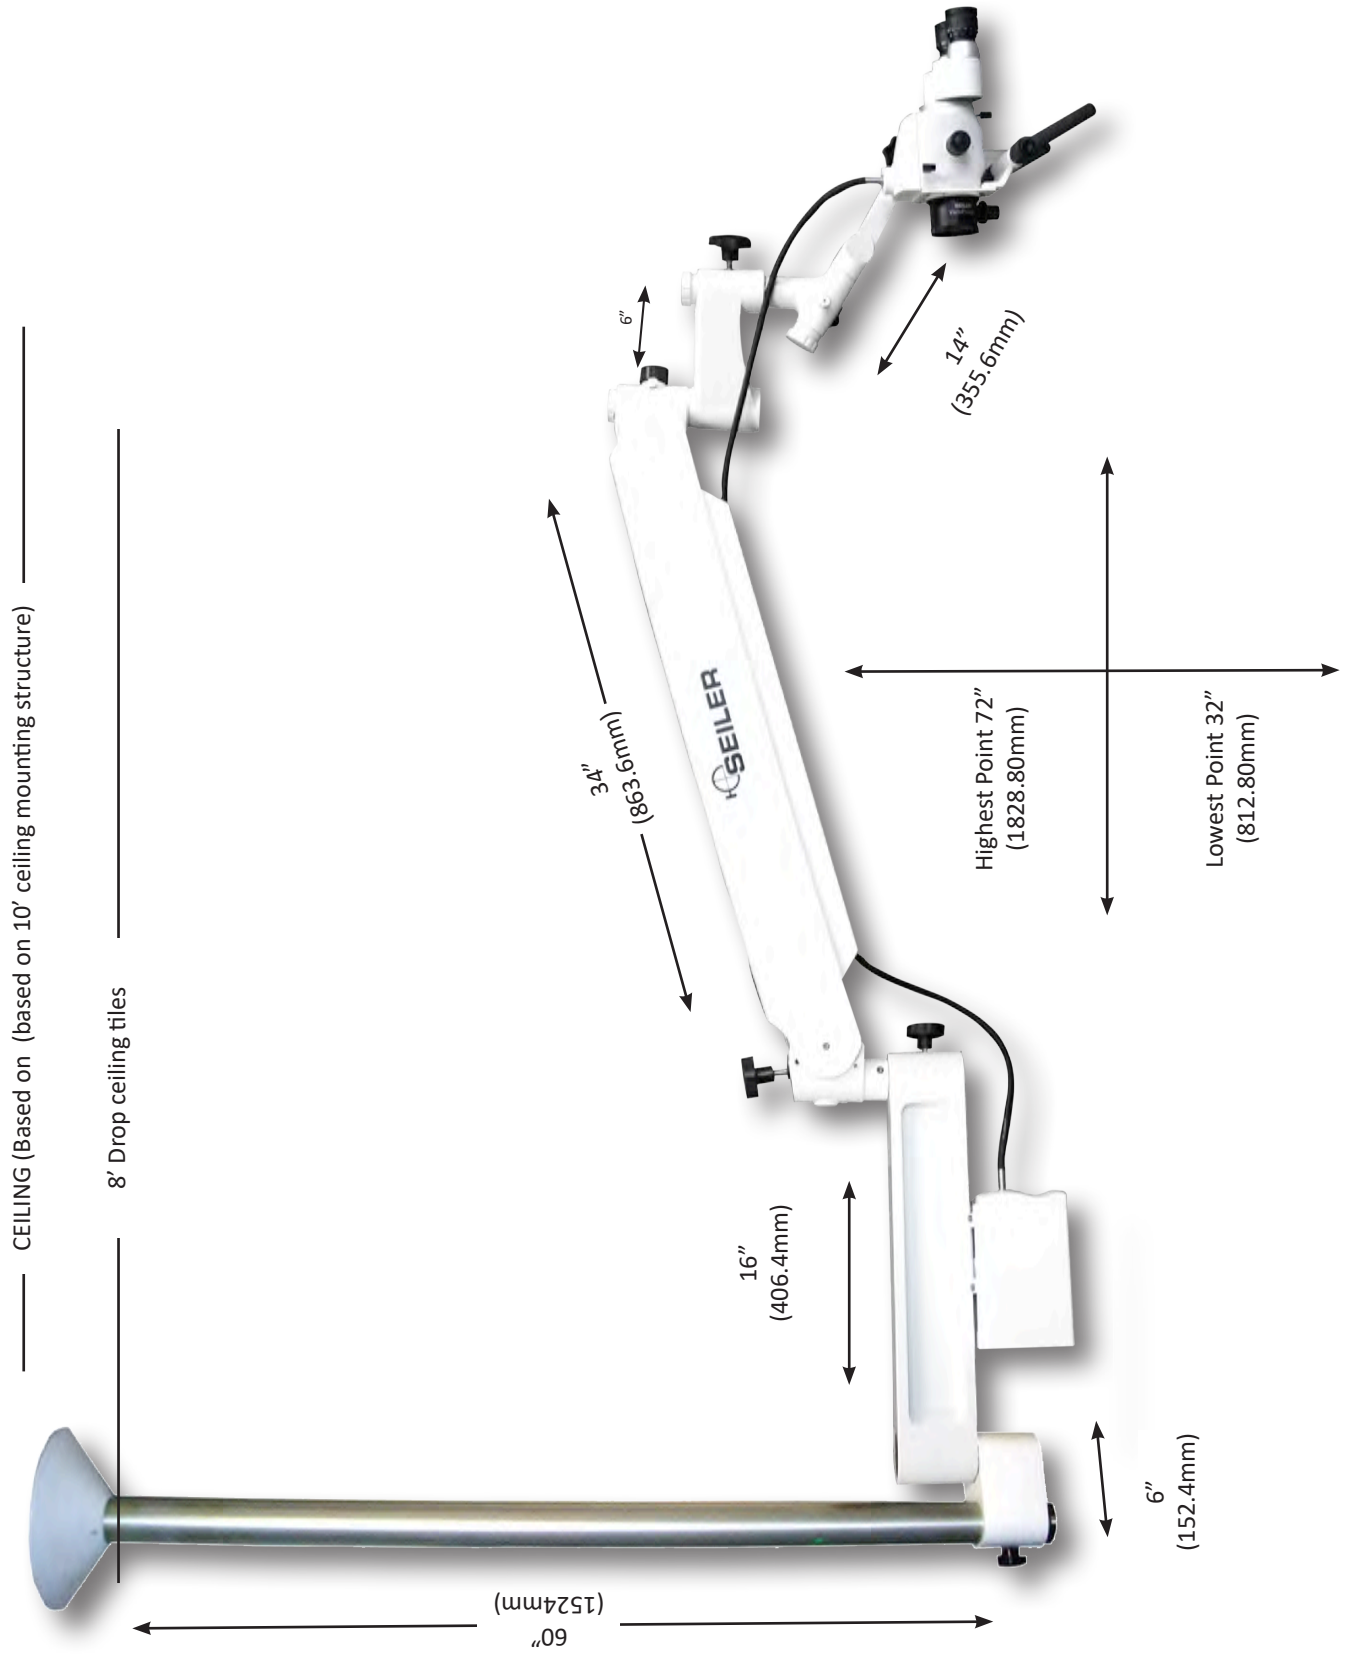 CEILING (Based on (based on 10' ceiling mounting structure)
8' Drop ceiling tiles
6"
14"
(355.6mm)
34"
(863.6mm)
SEILER
Highest Point 72"
(1828.80mm)
Lowest Point 32"
(812.80mm)
16"
(406.4mm)
6"
(152.4mm)
60"
(1524mm)